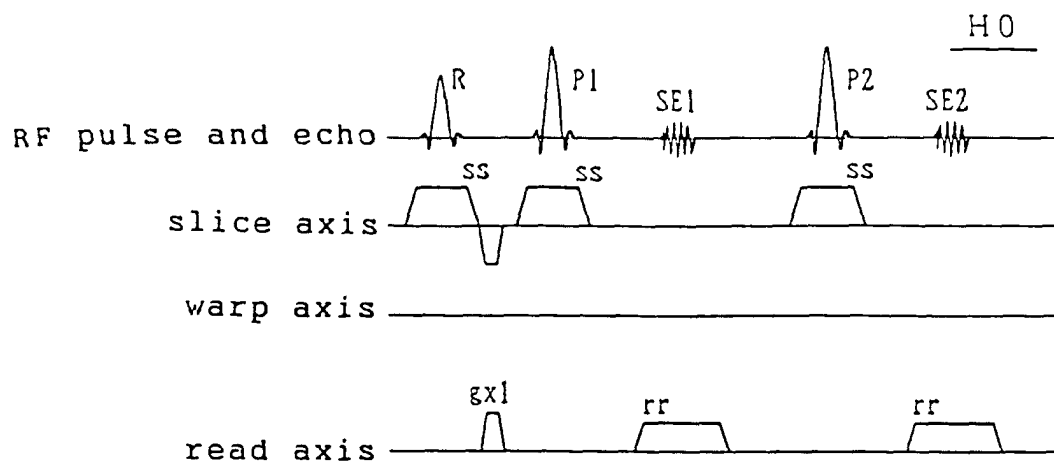 H0
R
P1
SE1
P2
SE2
RF pulse and echo
ss
ss
ss
slice axis
warp axis
gx1
rr
rr
read axis